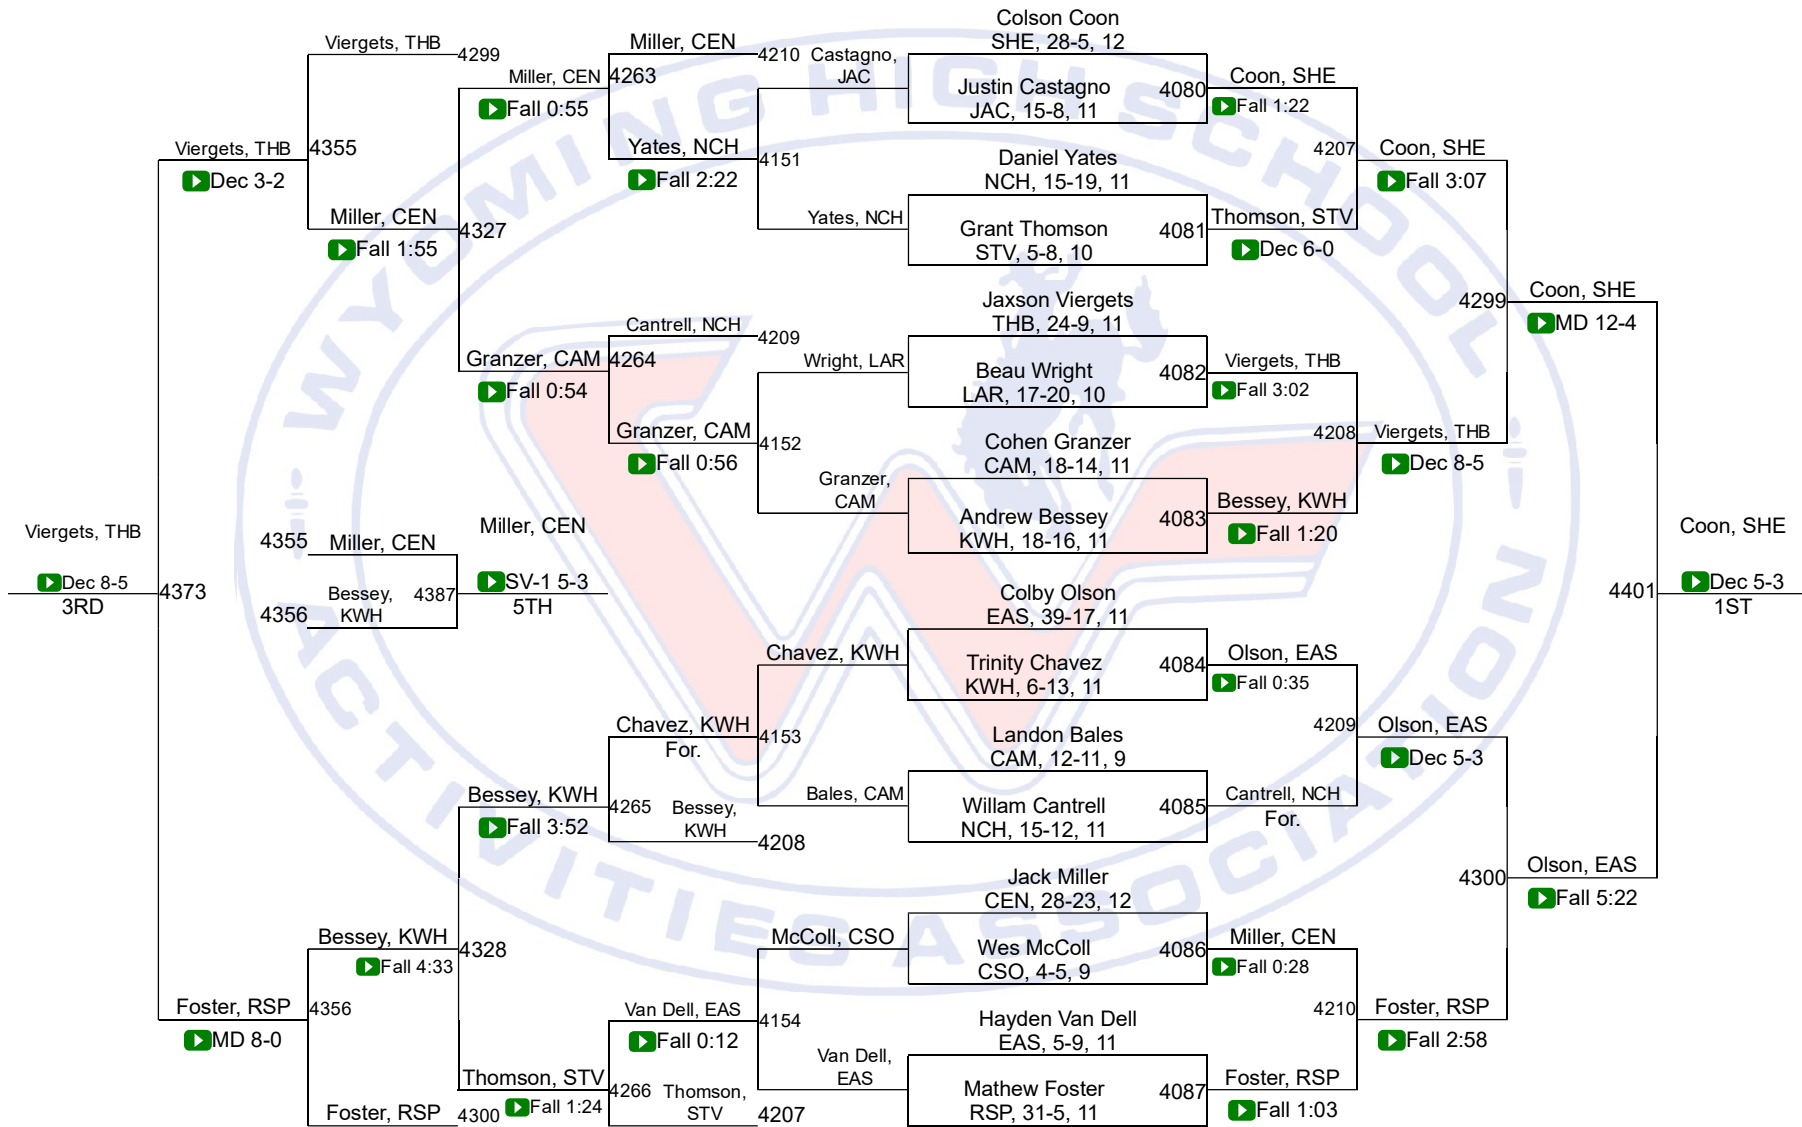 WYOMING HIGH SCHOOL
ACTIVITIES ASSOCIATION
Viergets, THB
4299
Miller, CEN
Fall 0:55
Viergets, THB
Dec 3-2
4355
Miller, CEN
Fall 1:55
4327
Miller, CEN
4210
4263
Yates, NCH
Fall 2:22
4151
Castagno,
JAC
Yates, NCH
Colson Coon
SHE, 28-5, 12
Justin Castagno
JAC, 15-8, 11
4080
Coon, SHE
Fall 1:22
Daniel Yates
NCH, 15-19, 11
Grant Thomson
STV, 5-8, 10
4081
Thomson, STV
Dec 6-0
4207
Coon, SHE
Fall 3:07
Cantrell, NCH
4209
Granzer, CAM
Fall 0:54
4264
Granzer, CAM
Fall 0:56
4152
Wright, LAR
Granzer,
CAM
Jaxson Viergets
THB, 24-9, 11
Beau Wright
LAR, 17-20, 10
4082
Viergets, THB
Fall 3:02
Cohen Granzer
CAM, 18-14, 11
Andrew Bessey
KWH, 18-16, 11
4083
Bessey, KWH
Fall 1:20
4208
Viergets, THB
Dec 8-5
4299
Coon, SHE
MD 12-4
Viergets, THB
Dec 8-5
3RD
4373
4355
Miller, CEN
Bessey,
KWH
4356
4387
Miller, CEN
SV-1 5-3
5TH
4401
Coon, SHE
Dec 5-3
1ST
Colby Olson
EAS, 39-17, 11
Trinity Chavez
KWH, 6-13, 11
4084
Olson, EAS
Fall 0:35
Chavez, KWH
Chavez, KWH
For.
4153
Bales, CAM
Landon Bales
CAM, 12-11, 9
Willam Cantrell
NCH, 15-12, 11
4085
Cantrell, NCH
For.
4209
Olson, EAS
Dec 5-3
Bessey, KWH
Fall 3:52
4265
Bessey,
KWH
4208
Bessey, KWH
Fall 4:33
4328
Jack Miller
CEN, 28-23, 12
McColl, CSO
Wes McColl
CSO, 4-5, 9
4086
Miller, CEN
Fall 0:28
4300
Olson, EAS
Fall 5:22
Foster, RSP
MD 8-0
4356
Foster, RSP
4300
Van Dell, EAS
Fall 0:12
4154
Van Dell,
EAS
Thomson, STV
Fall 1:24
4266
Thomson,
STV
4207
Hayden Van Dell
EAS, 5-9, 11
Mathew Foster
RSP, 31-5, 11
4087
Foster, RSP
Fall 1:03
4210
Foster, RSP
Fall 2:58